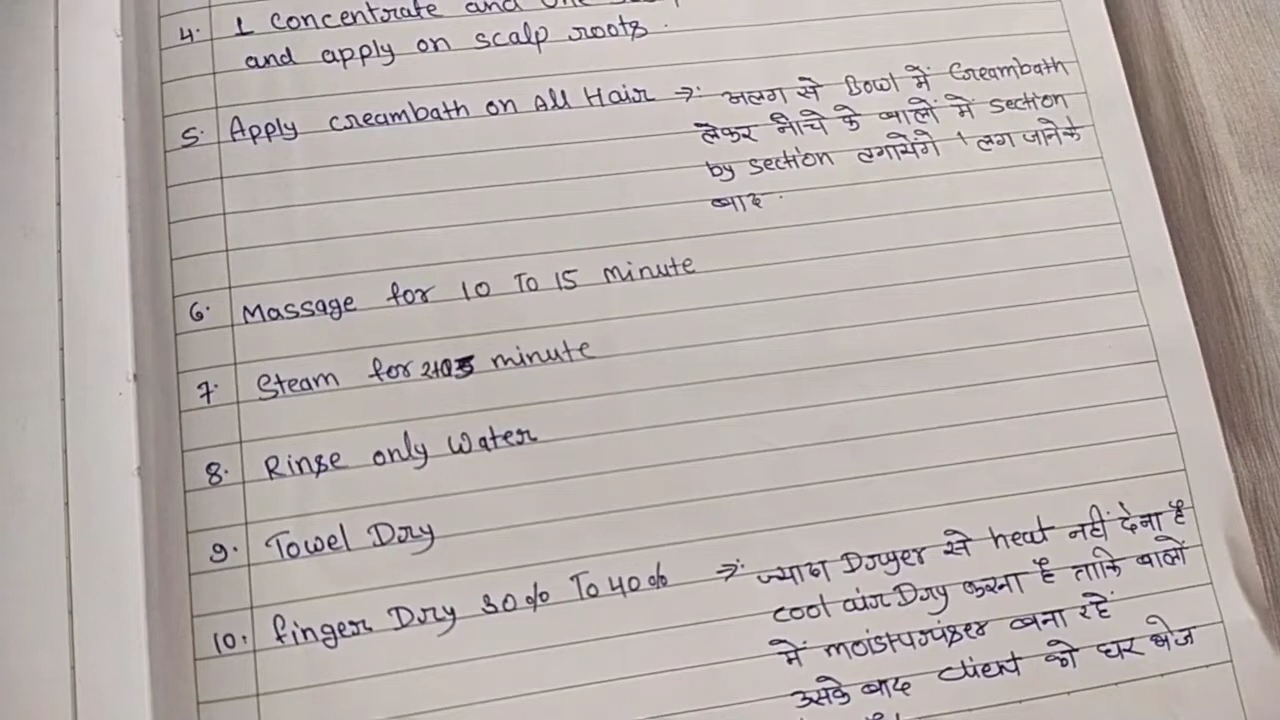 4. 1 Concentrate and
and apply on scalp roots.
5. Apply creambath on All Hair → अलग से Bowl में Creambath
लेकर नीचे के बालों में section
by section लगायेंगे । लग जाने के
बाद.
6. Massage for 10 To 15 minute
7. Steam for minute
8. Rinse only water
9. Towel Dry
10. finger Dry 30% To 40% → ज्यादा Dryer से heat नहीं देना है
cool air Dry करना है ताकि बालों
में moisturizer बना रहें
उसके बाद client को घर भेज